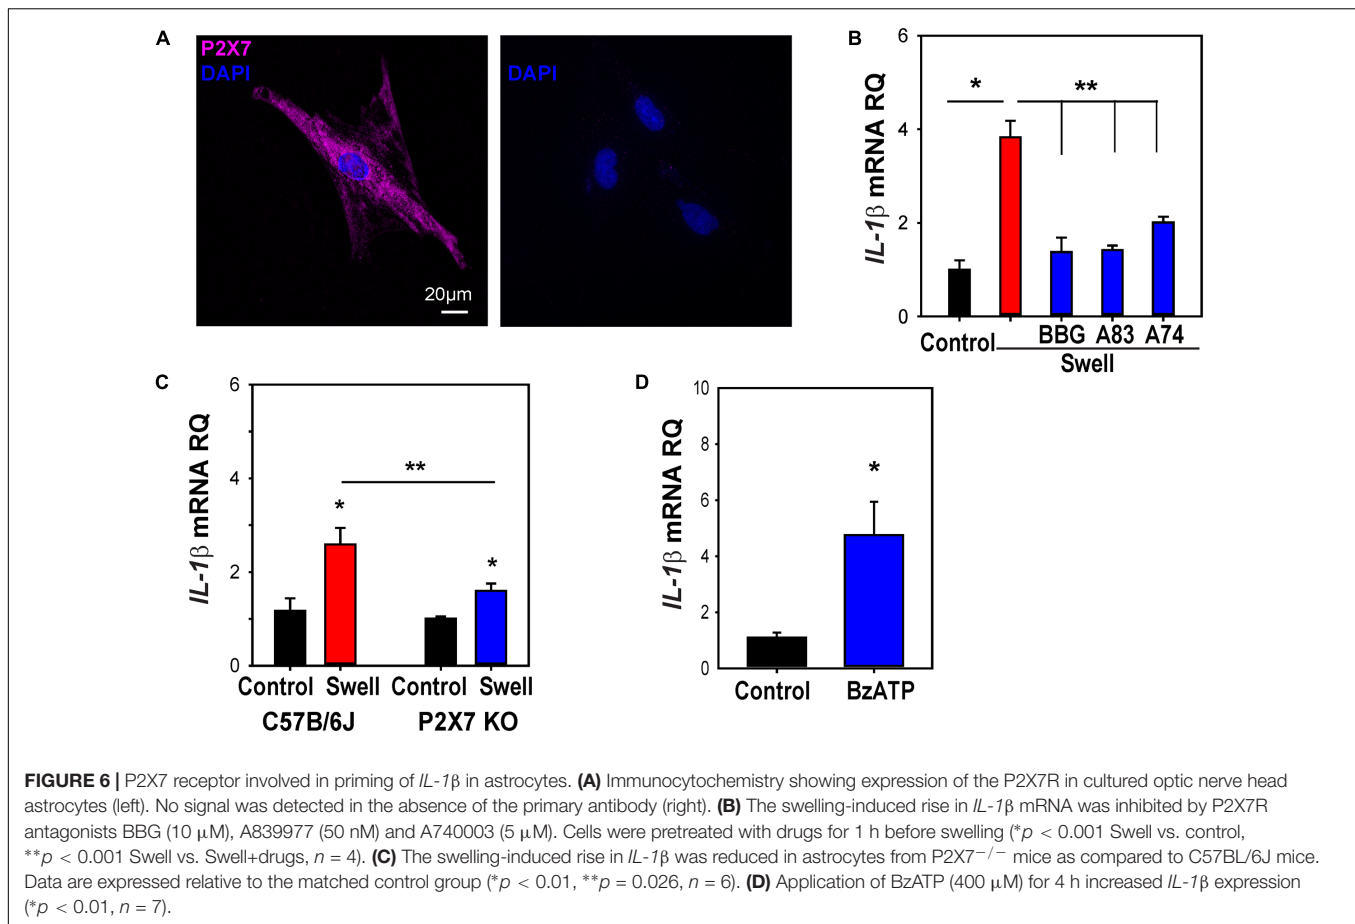 A
P2X7
DAPI
20μm
DAPI
B
IL-1β mRNA RQ
6
4
2
0
*
**
Control
BBG A83 A74
Swell
C
IL-1β mRNA RQ
6
4
2
0
*
**
*
Control Swell Control Swell
C57B/6J P2X7 KO
D
IL-1β mRNA RQ
10
8
6
4
2
0
*
Control BzATP
FIGURE 6 | P2X7 receptor involved in priming of IL-1β in astrocytes. (A) Immunocytochemistry showing expression of the P2X7R in cultured optic nerve head
astrocytes (left). No signal was detected in the absence of the primary antibody (right). (B) The swelling-induced rise in IL-1β mRNA was inhibited by P2X7R
antagonists BBG (10 μM), A839977 (50 nM) and A740003 (5 μM). Cells were pretreated with drugs for 1 h before swelling (*p < 0.001 Swell vs. control,
**p < 0.001 Swell vs. Swell+drugs, n = 4). (C) The swelling-induced rise in IL-1β was reduced in astrocytes from P2X7−/− mice as compared to C57BL/6J mice.
Data are expressed relative to the matched control group (*p < 0.01, **p = 0.026, n = 6). (D) Application of BzATP (400 μM) for 4 h increased IL-1β expression
(*p < 0.01, n = 7).